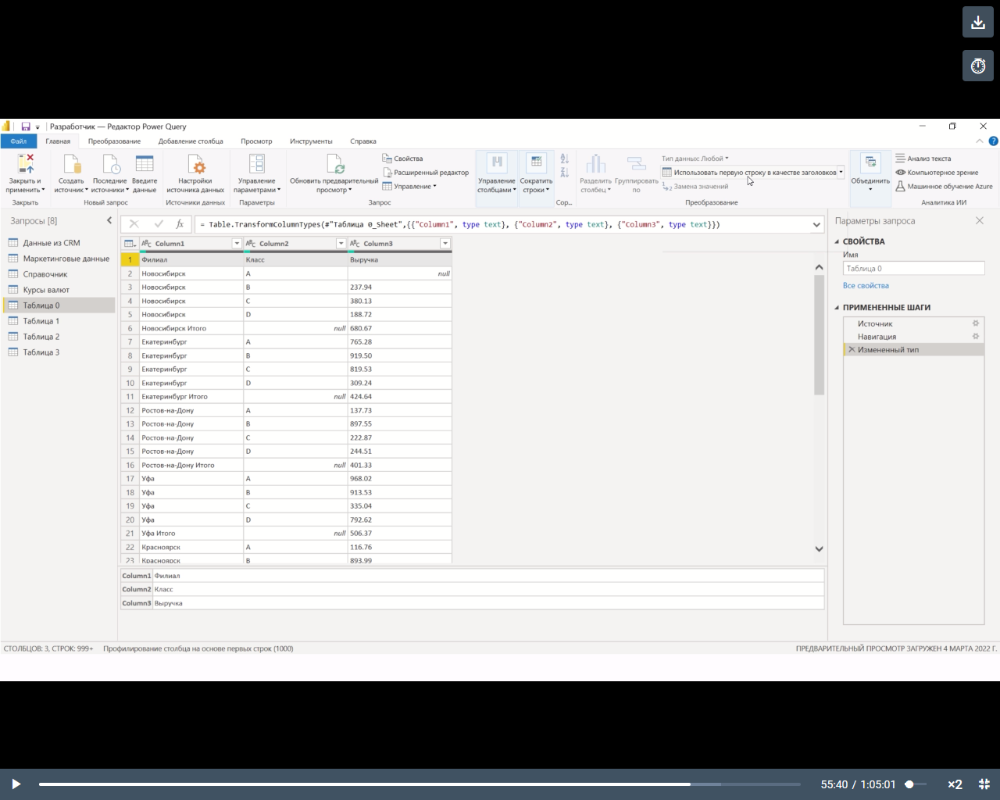 Разработчик — Редактор Power Query
Файл Главная Преобразование Добавление столбца Просмотр Инструменты Справка
Закрыть и применить
Создать источник
Последние источники
Введите данные
Настройки источника данных
Управление параметрами
Обновить предварительный просмотр
Свойства
Расширенный редактор
Управление
Управление столбцами
Сократить строки
Разделить столбец
Группировать по
Тип данных: Любой
Использовать первую строку в качестве заголовков
Замена значений
Объединить
Анализ текста
Компьютерное зрение
Машинное обучение Azure
Закрыть Новый запрос Источники данных Параметры Запрос Сор... Преобразование Аналитика ИИ
Запросы [8]
Данные из CRM
Маркетинговые данные
Справочник
Курсы валют
Таблица 0
Таблица 1
Таблица 2
Таблица 3
fx = Table.TransformColumnTypes(#"Таблица 0_Sheet",{{"Column1", type text}, {"Column2", type text}, {"Column3", type text}})
Column1 Column2 Column3
1 Филиал Класс Выручка
2 Новосибирск A null
3 Новосибирск B 237.94
4 Новосибирск C 380.13
5 Новосибирск D 188.72
6 Новосибирск Итого null 680.67
7 Екатеринбург A 765.28
8 Екатеринбург B 919.50
9 Екатеринбург C 819.53
10 Екатеринбург D 309.24
11 Екатеринбург Итого null 424.64
12 Ростов-на-Дону A 137.73
13 Ростов-на-Дону B 897.55
14 Ростов-на-Дону C 222.87
15 Ростов-на-Дону D 244.51
16 Ростов-на-Дону Итого null 401.33
17 Уфа A 968.02
18 Уфа B 913.53
19 Уфа C 335.04
20 Уфа D 792.62
21 Уфа Итого null 506.37
22 Красноярск A 116.76
23 Красноярск B 893.99
Column1 Филиал
Column2 Класс
Column3 Выручка
Параметры запроса
СВОЙСТВА
Имя
Таблица 0
Все свойства
ПРИМЕНЕННЫЕ ШАГИ
Источник
Навигация
Измененный тип
СТОЛБЦОВ: 3, СТРОК: 999+ Профилирование столбца на основе первых строк (1000)
ПРЕДВАРИТЕЛЬНЫЙ ПРОСМОТР ЗАГРУЖЕН 4 МАРТА 2022 Г.
55:40 / 1:05:01 ×2